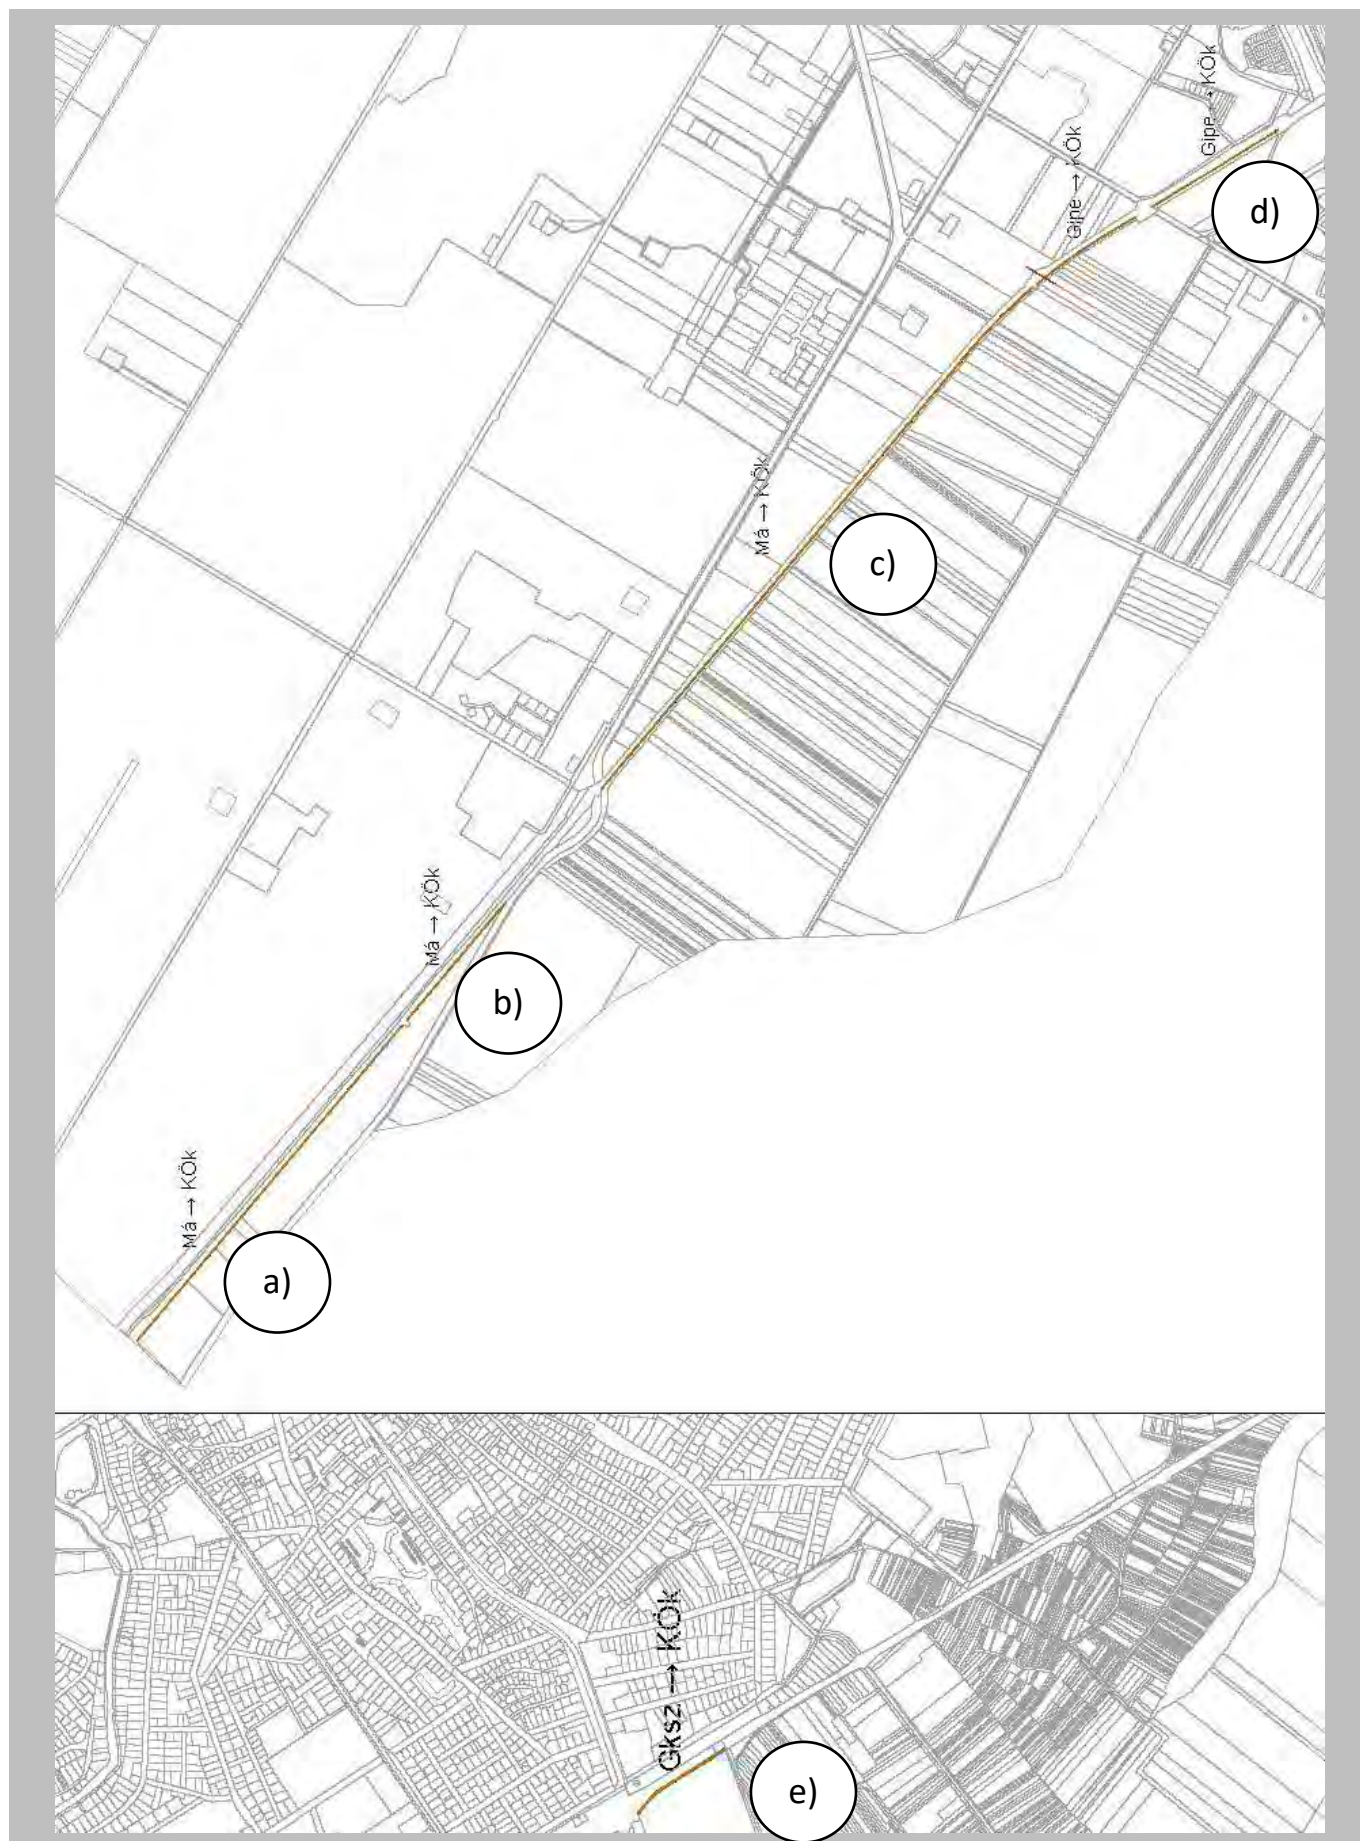 Gipe → KÖk
Gipe → KÖk
d)
Má → KÖk
c)
Má → KÖk
b)
Má → KÖk
a)
Gksz → KÖk
e)